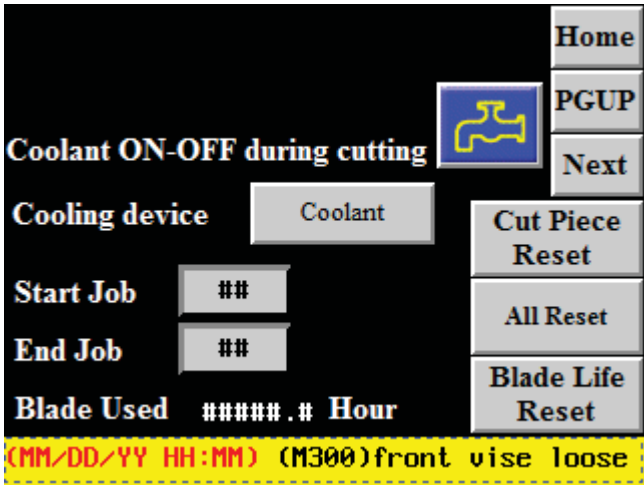 Home
PGUP
Coolant ON-OFF during cutting
Next
Cooling device Coolant
Cut Piece
Reset
Start Job ##
All Reset
End Job ##
Blade Life
Reset
Blade Used #####.# Hour
(MM/DD/YY HH:MM) (M300)front vise loose